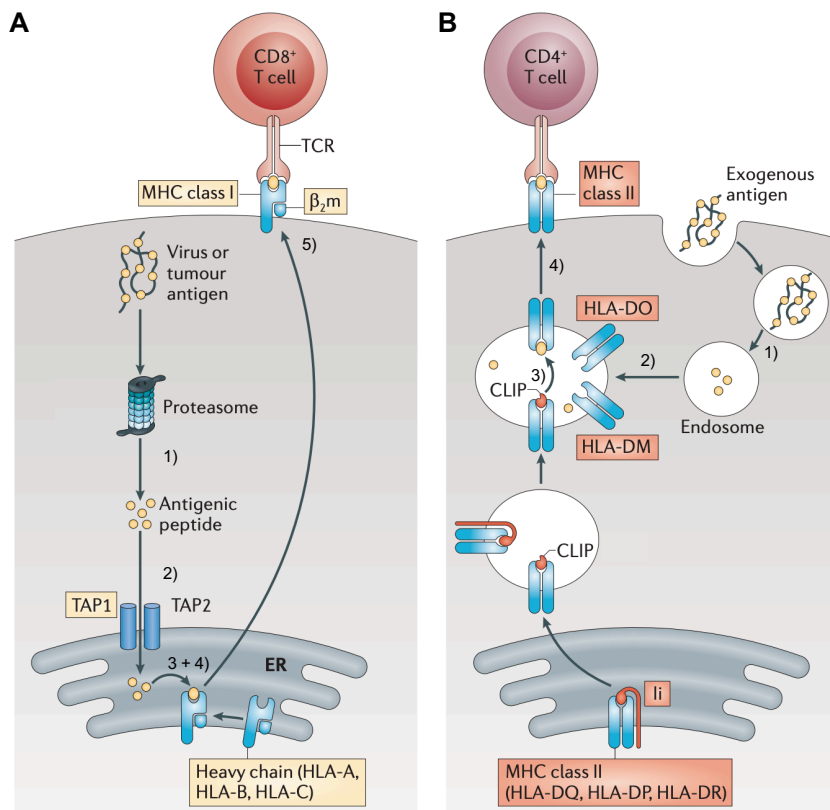 A
CD8⁺
T cell
TCR
MHC class I
β₂m
5)
Virus or
tumour
antigen
Proteasome
1)
Antigenic
peptide
2)
TAP1
TAP2
3 + 4)
ER
Heavy chain (HLA-A,
HLA-B, HLA-C)
B
CD4⁺
T cell
MHC
class II
Exogenous
antigen
4)
HLA-DO
1)
2)
3)
CLIP
Endosome
HLA-DM
CLIP
Ii
MHC class II
(HLA-DQ, HLA-DP, HLA-DR)